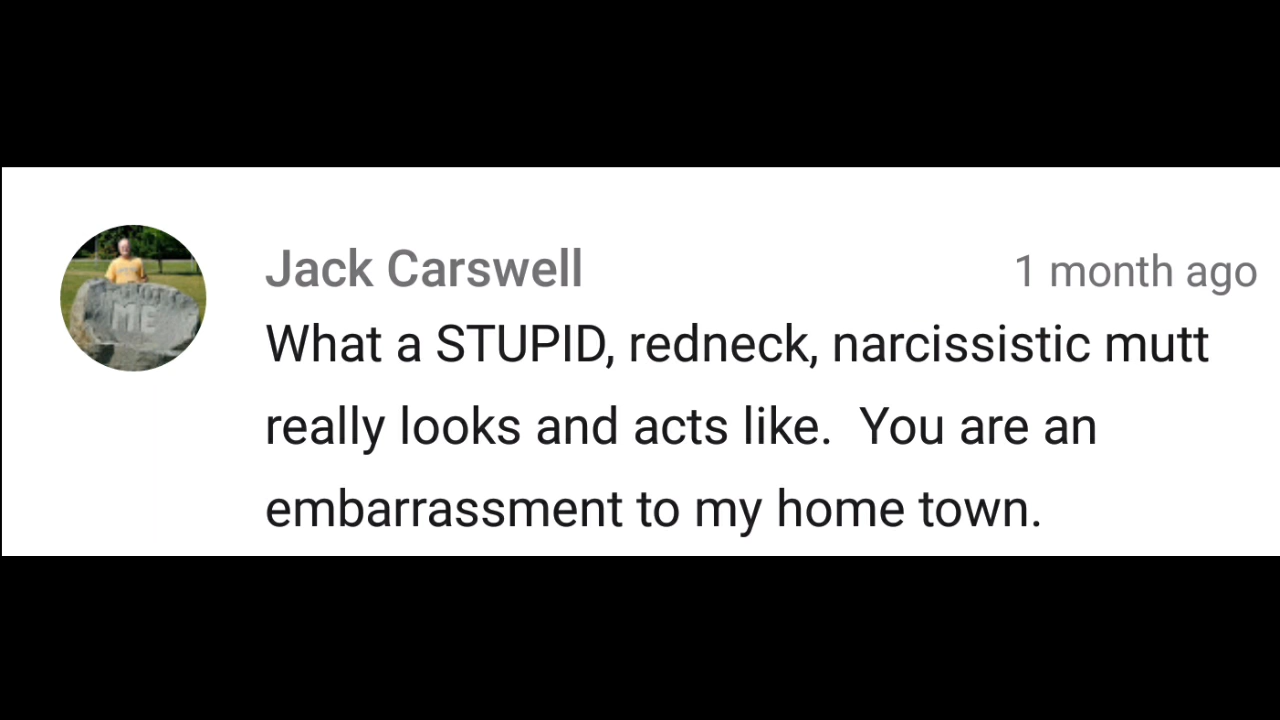 Jack Carswell
1 month ago
What a STUPID, redneck, narcissistic mutt
really looks and acts like.  You are an
embarrassment to my home town.
ME